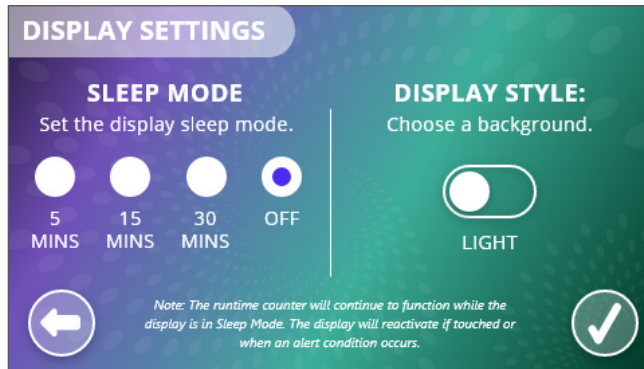 DISPLAY SETTINGS
SLEEP MODE
Set the display sleep mode.
5
MINS
15
MINS
30
MINS
OFF
DISPLAY STYLE:
Choose a background.
LIGHT
Note: The runtime counter will continue to function while the
display is in Sleep Mode. The display will reactivate if touched or
when an alert condition occurs.